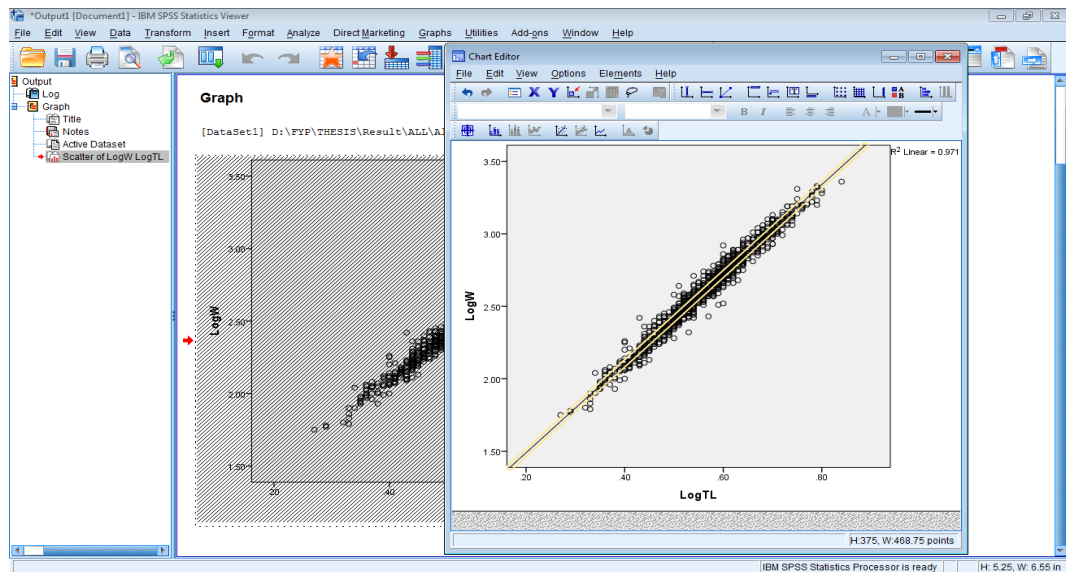 *Output1 [Document1] - IBM SPSS Statistics Viewer
File Edit View Data Transform Insert Format Analyze Direct Marketing Graphs Utilities Add-ons Window Help
Output
Log
Graph
Title
Notes
Active Dataset
Scatter of LogW LogTL
Graph
[DataSet1] D:\FYP\THESIS\Result\ALL\Al
3.50
3.00
2.50
2.00
1.50
LogW
.20
.40
Chart Editor
File Edit View Options Elements Help
B I
A
R² Linear = 0.971
3.50
3.00
2.50
2.00
1.50
LogW
.20 .40 .60 .80
LogTL
H:375, W:468.75 points
IBM SPSS Statistics Processor is ready H: 5.25, W: 6.55 in